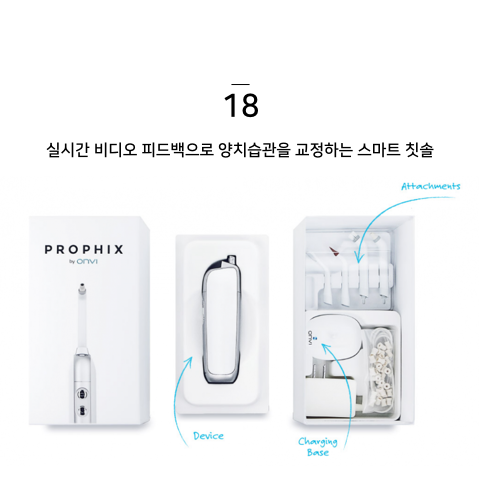 18
실시간 비디오 피드백으로 양치습관을 교정하는 스마트 칫솔
Attachments
PROPHIX
by onvi
onvi
Device
Charging
Base